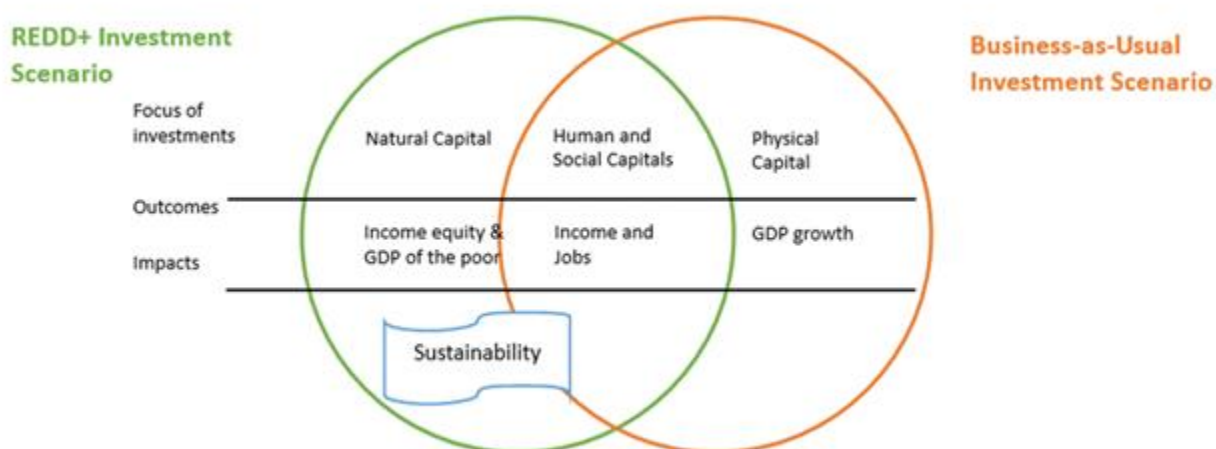 REDD+ Investment
Scenario
Business-as-Usual
Investment Scenario
Focus of
investments
Natural Capital
Human and
Social Capitals
Physical
Capital
Outcomes
Impacts
Income equity &
GDP of the poor
Income and
Jobs
GDP growth
Sustainability